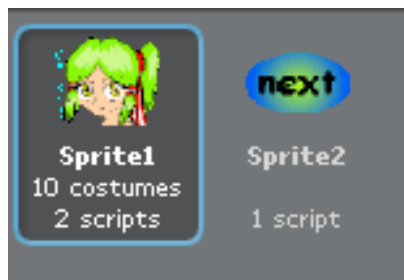 next
Sprite1
10 costumes
2 scripts
Sprite2
1 script